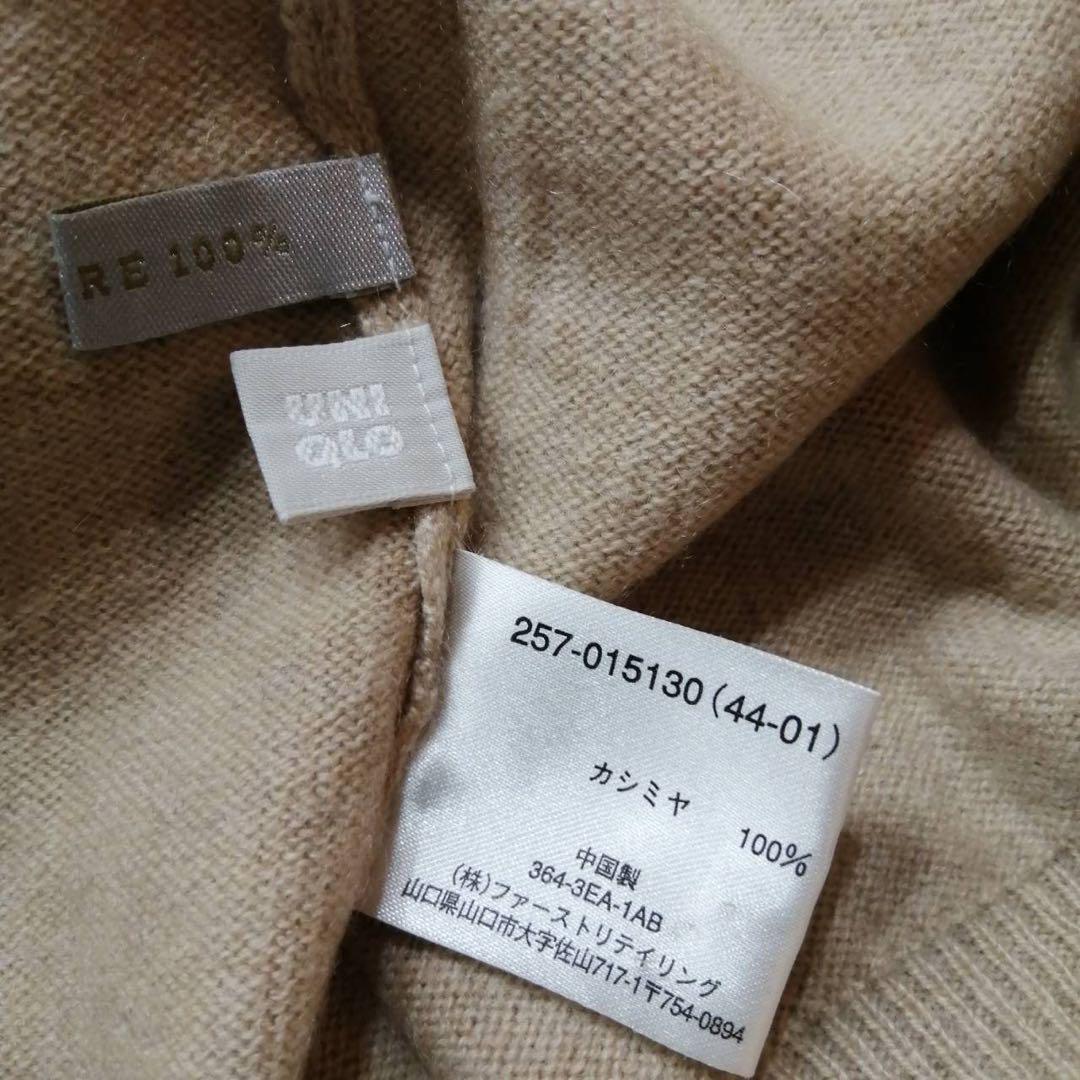 RE 100%
UNI
QLO
257-015130(44-01)
カシミヤ
100%
中国製
364-3EA-1AB
(株)ファーストリテイリング
山口県山口市大字佐山717-1〒754-0894